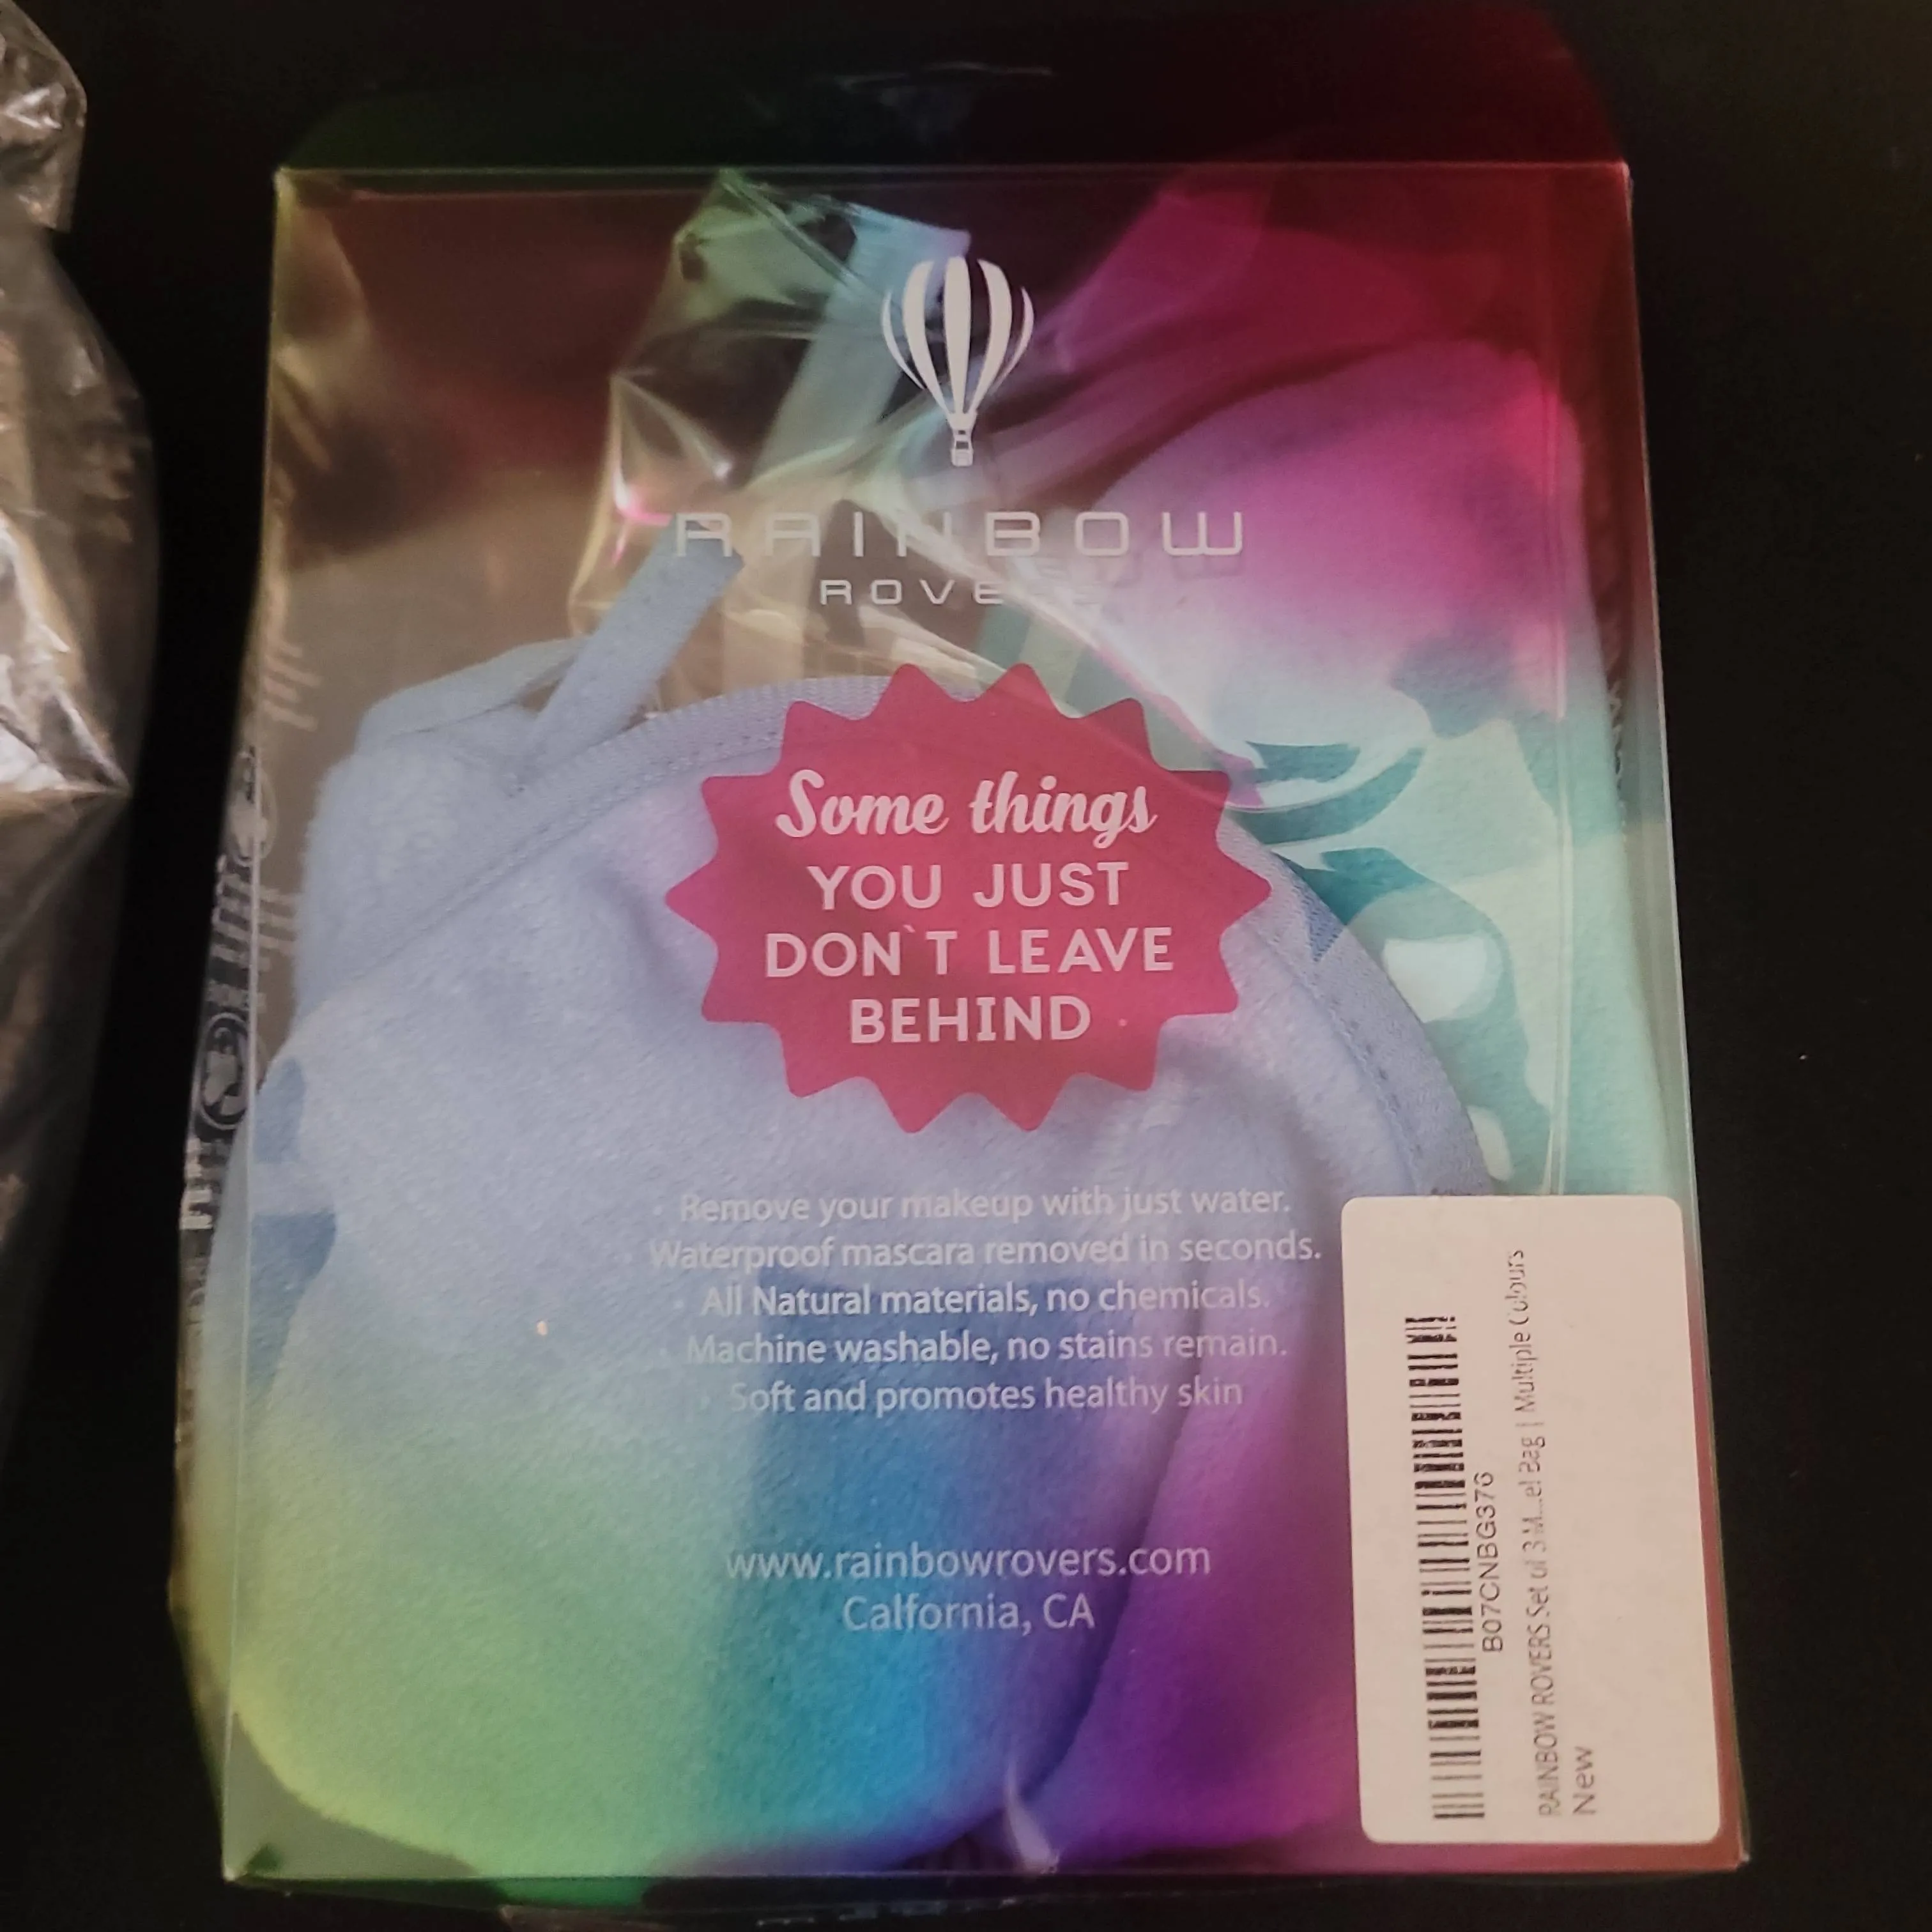 RAINBOW
ROVERS
Some things
YOU JUST
DON`T LEAVE
BEHIND
Remove your makeup with just water.
Waterproof mascara removed in seconds.
All Natural materials, no chemicals.
Machine washable, no stains remain.
Soft and promotes healthy skin
www.rainbowrovers.com
Calfornia, CA
B07CNBG376
RAINBOW ROVERS Set of 3 M...el Bag | Multiple Colours
New